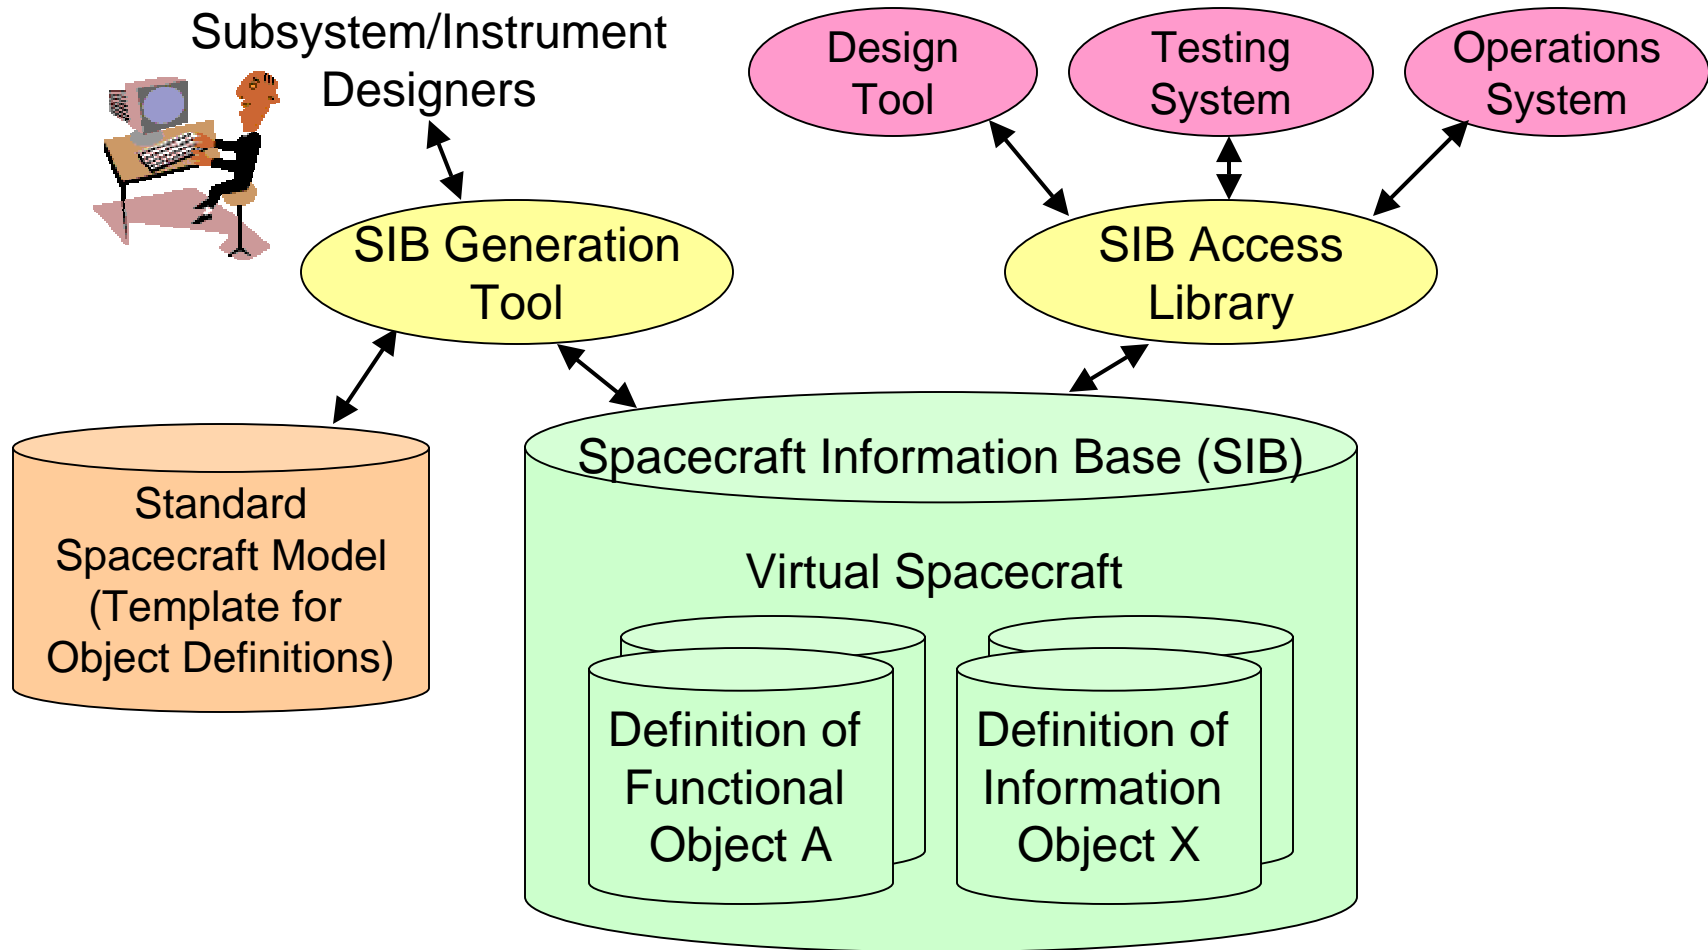 Subsystem/Instrument
Designers
Design
Tool
Testing
System
Operations
System
SIB Generation
Tool
SIB Access
Library
Standard
Spacecraft Model
(Template for
Object Definitions)
Spacecraft Information Base (SIB)
Virtual Spacecraft
Definition of
Functional
Object A
Definition of
Information
Object X